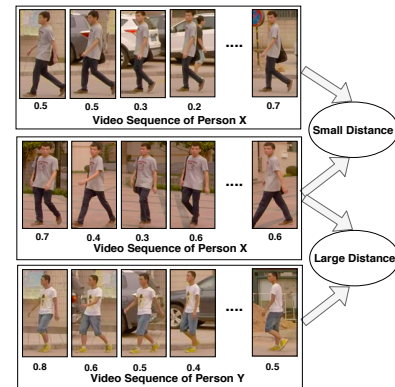 ....
0.5 0.5 0.3 0.2 0.7
Video Sequence of Person X
Small Distance
....
0.7 0.4 0.3 0.6 0.6
Video Sequence of Person X
Large Distance
....
0.8 0.6 0.5 0.4 0.5
Video Sequence of Person Y